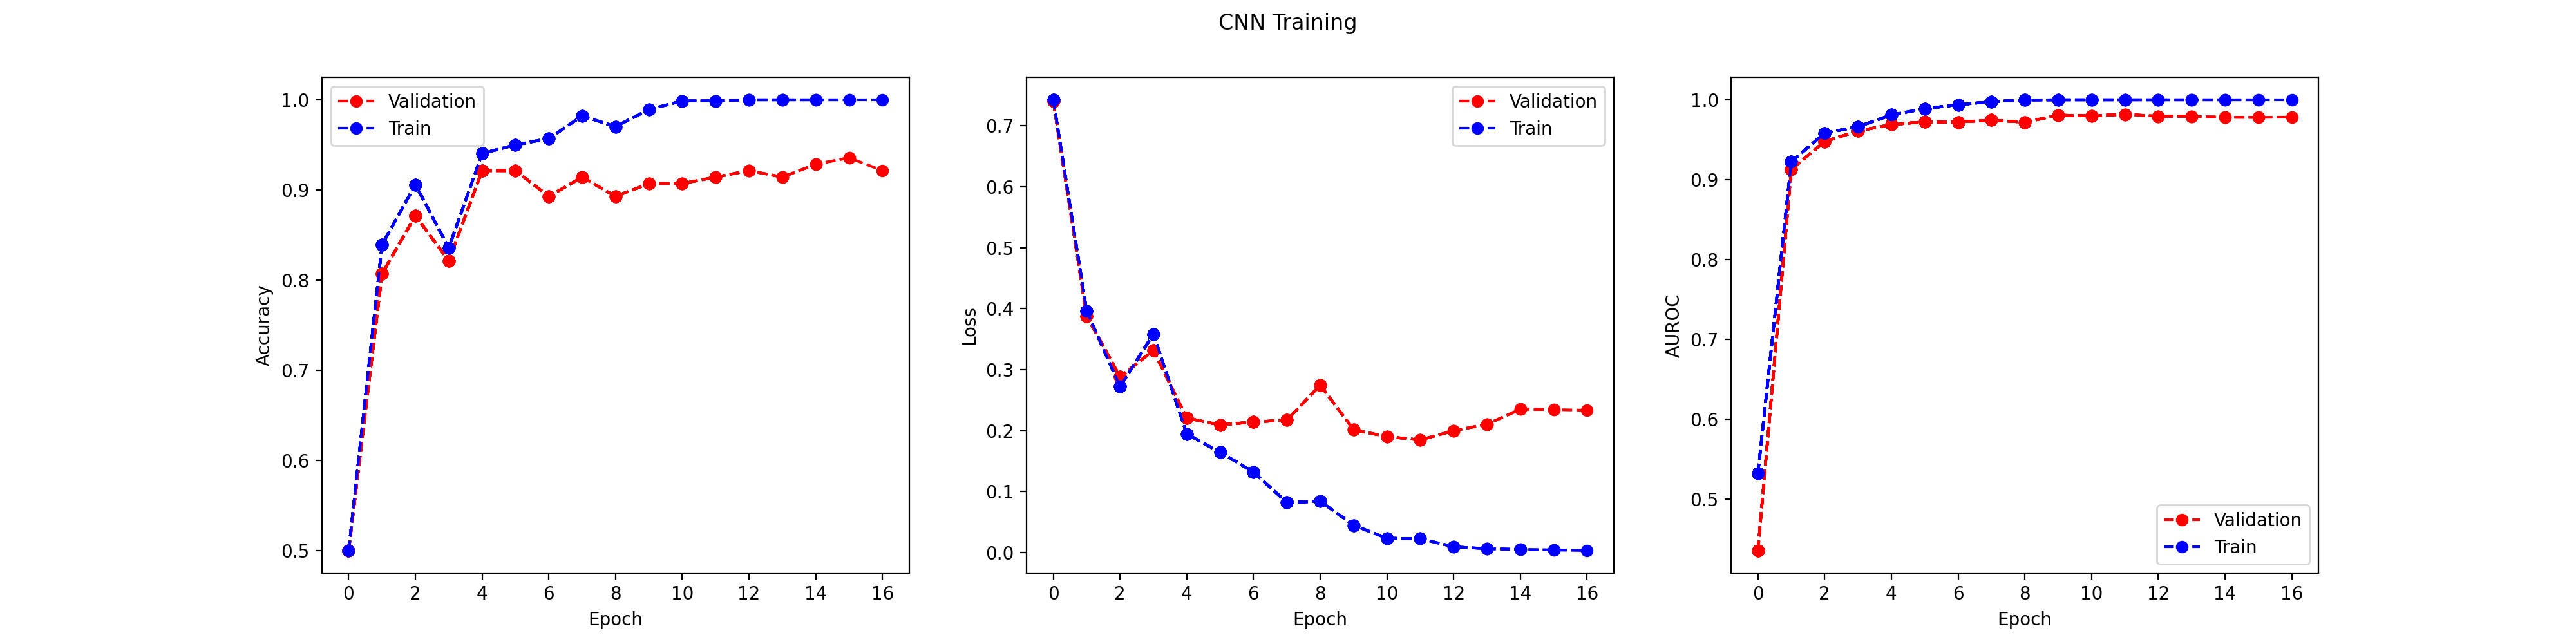 CNN Training
Validation
Train
1.0
0.9
0.8
0.7
0.6
0.5
Accuracy
0 2 4 6 8 10 12 14 16
Epoch
Validation
Train
0.7
0.6
0.5
0.4
0.3
0.2
0.1
0.0
Loss
0 2 4 6 8 10 12 14 16
Epoch
1.0
0.9
0.8
0.7
0.6
0.5
AUROC
Validation
Train
0 2 4 6 8 10 12 14 16
Epoch